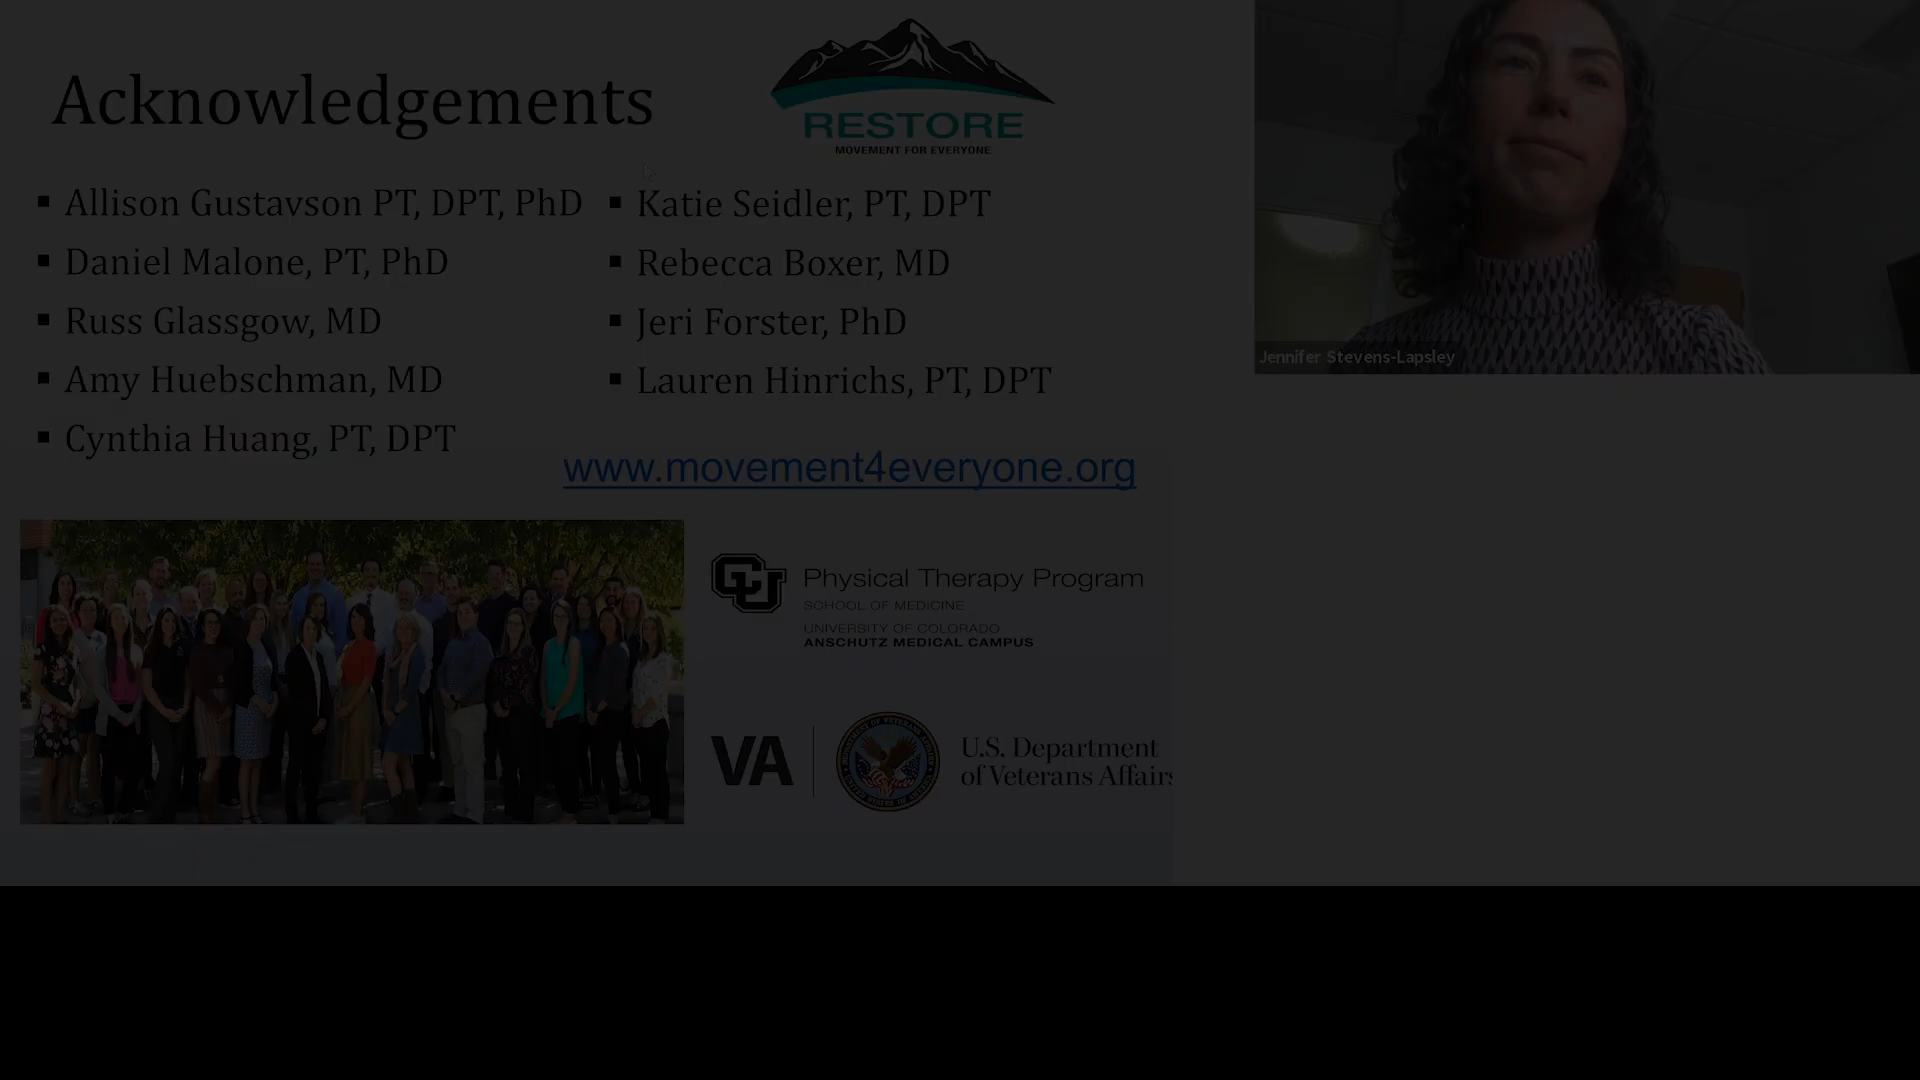 Acknowledgements
RESTORE
MOVEMENT FOR EVERYONE
▪ Allison Gustavson PT, DPT, PhD
▪ Daniel Malone, PT, PhD
▪ Russ Glassgow, MD
▪ Amy Huebschman, MD
▪ Cynthia Huang, PT, DPT
▪ Katie Seidler, PT, DPT
▪ Rebecca Boxer, MD
▪ Jeri Forster, PhD
▪ Lauren Hinrichs, PT, DPT
www.movement4everyone.org
CU
Physical Therapy Program
SCHOOL OF MEDICINE
UNIVERSITY OF COLORADO
ANSCHUTZ MEDICAL CAMPUS
VA
U.S. Department
of Veterans Affairs
Jennifer Stevens-Lapsley